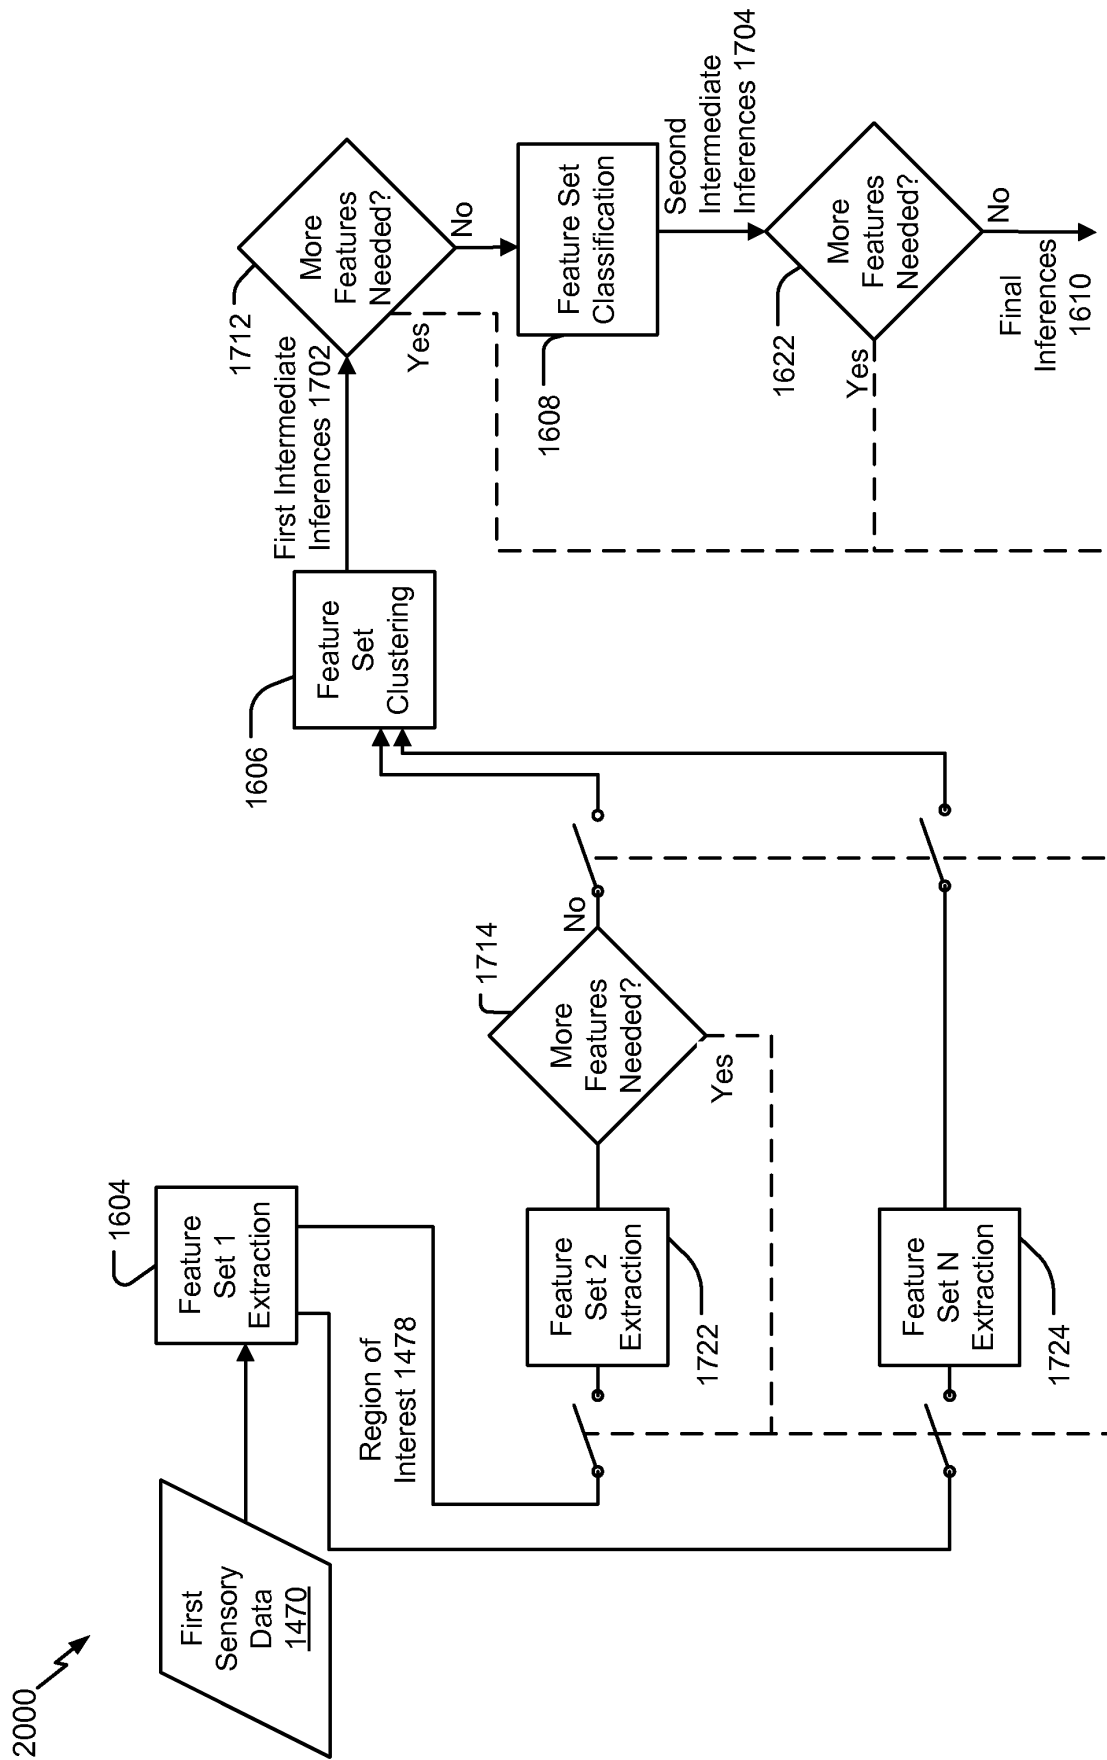 2000
First
Sensory
Data
1470
1604
Feature
Set 1
Extraction
Region of
Interest 1478
Feature
Set 2
Extraction
1722
1714
More
Features
Needed?
No
Yes
Feature
Set N
Extraction
1724
1606
Feature
Set
Clustering
First Intermediate
Inferences 1702
1712
More
Features
Needed?
Yes
No
1608
Feature Set
Classification
Second
Intermediate
Inferences 1704
1622
More
Features
Needed?
Yes
No
Final
Inferences
1610